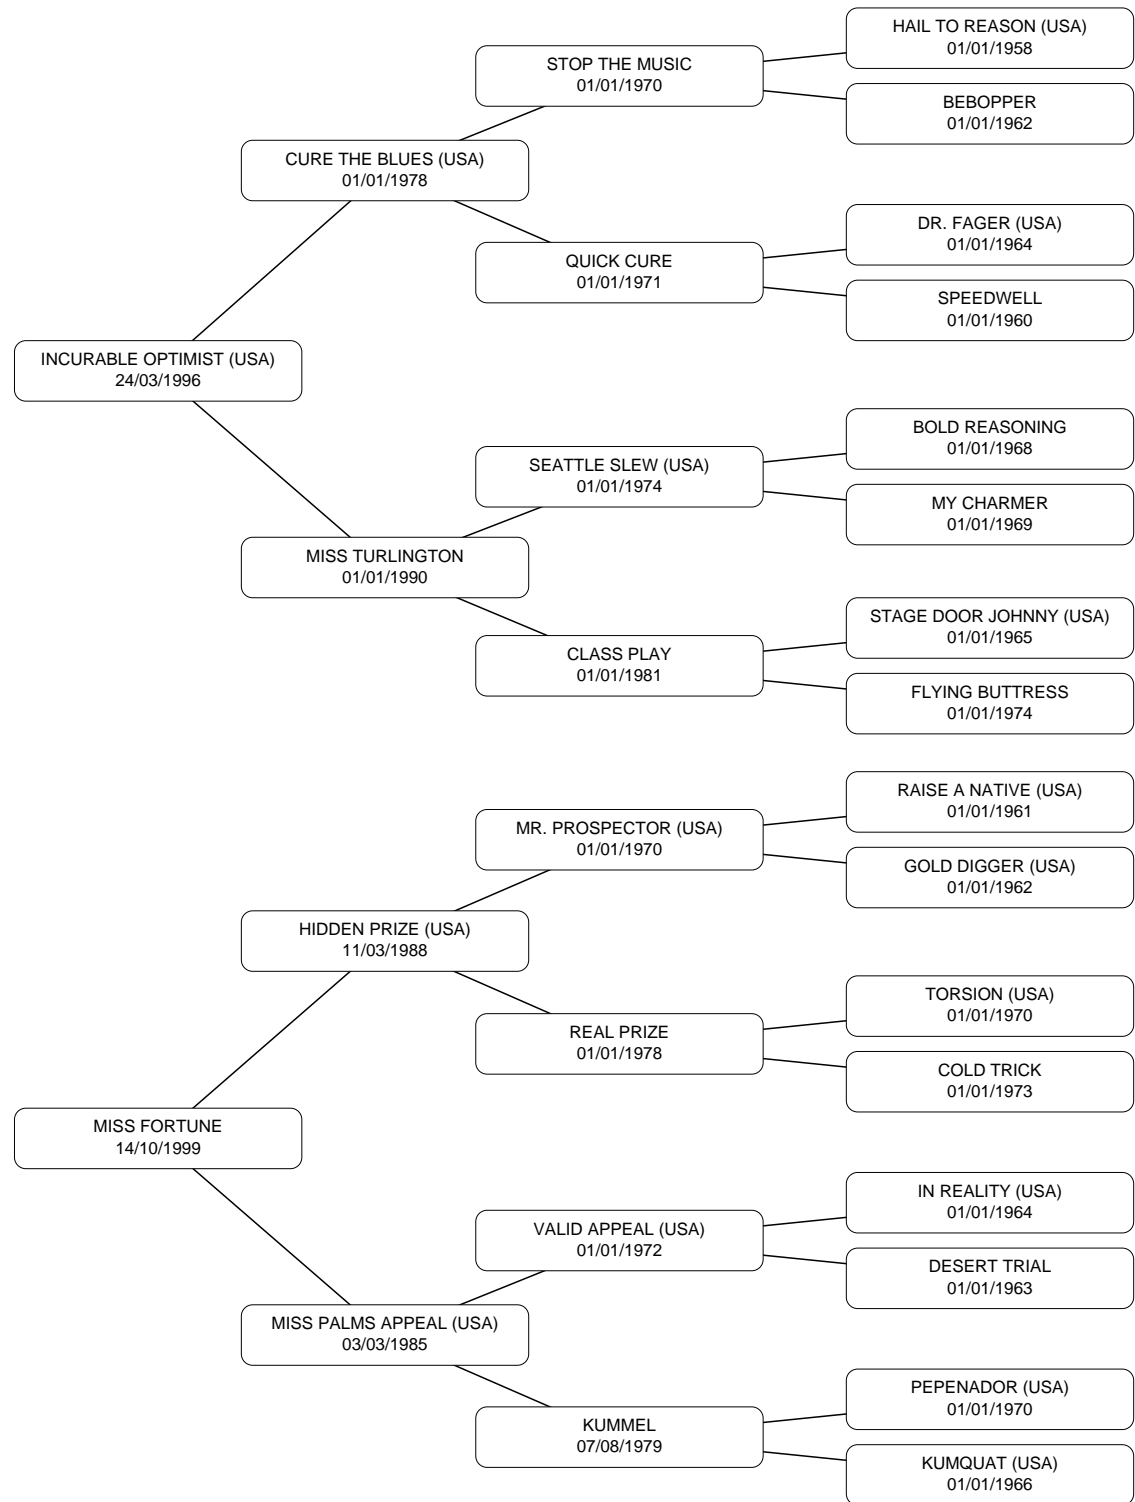 HAIL TO REASON (USA)
01/01/1958
STOP THE MUSIC
01/01/1970
BEBOPPER
01/01/1962
CURE THE BLUES (USA)
01/01/1978
DR. FAGER (USA)
01/01/1964
QUICK CURE
01/01/1971
SPEEDWELL
01/01/1960
INCURABLE OPTIMIST (USA)
24/03/1996
BOLD REASONING
01/01/1968
SEATTLE SLEW (USA)
01/01/1974
MY CHARMER
01/01/1969
MISS TURLINGTON
01/01/1990
STAGE DOOR JOHNNY (USA)
01/01/1965
CLASS PLAY
01/01/1981
FLYING BUTTRESS
01/01/1974
RAISE A NATIVE (USA)
01/01/1961
MR. PROSPECTOR (USA)
01/01/1970
GOLD DIGGER (USA)
01/01/1962
HIDDEN PRIZE (USA)
11/03/1988
TORSION (USA)
01/01/1970
REAL PRIZE
01/01/1978
COLD TRICK
01/01/1973
MISS FORTUNE
14/10/1999
IN REALITY (USA)
01/01/1964
VALID APPEAL (USA)
01/01/1972
DESERT TRIAL
01/01/1963
MISS PALMS APPEAL (USA)
03/03/1985
PEPENADOR (USA)
01/01/1970
KUMMEL
07/08/1979
KUMQUAT (USA)
01/01/1966